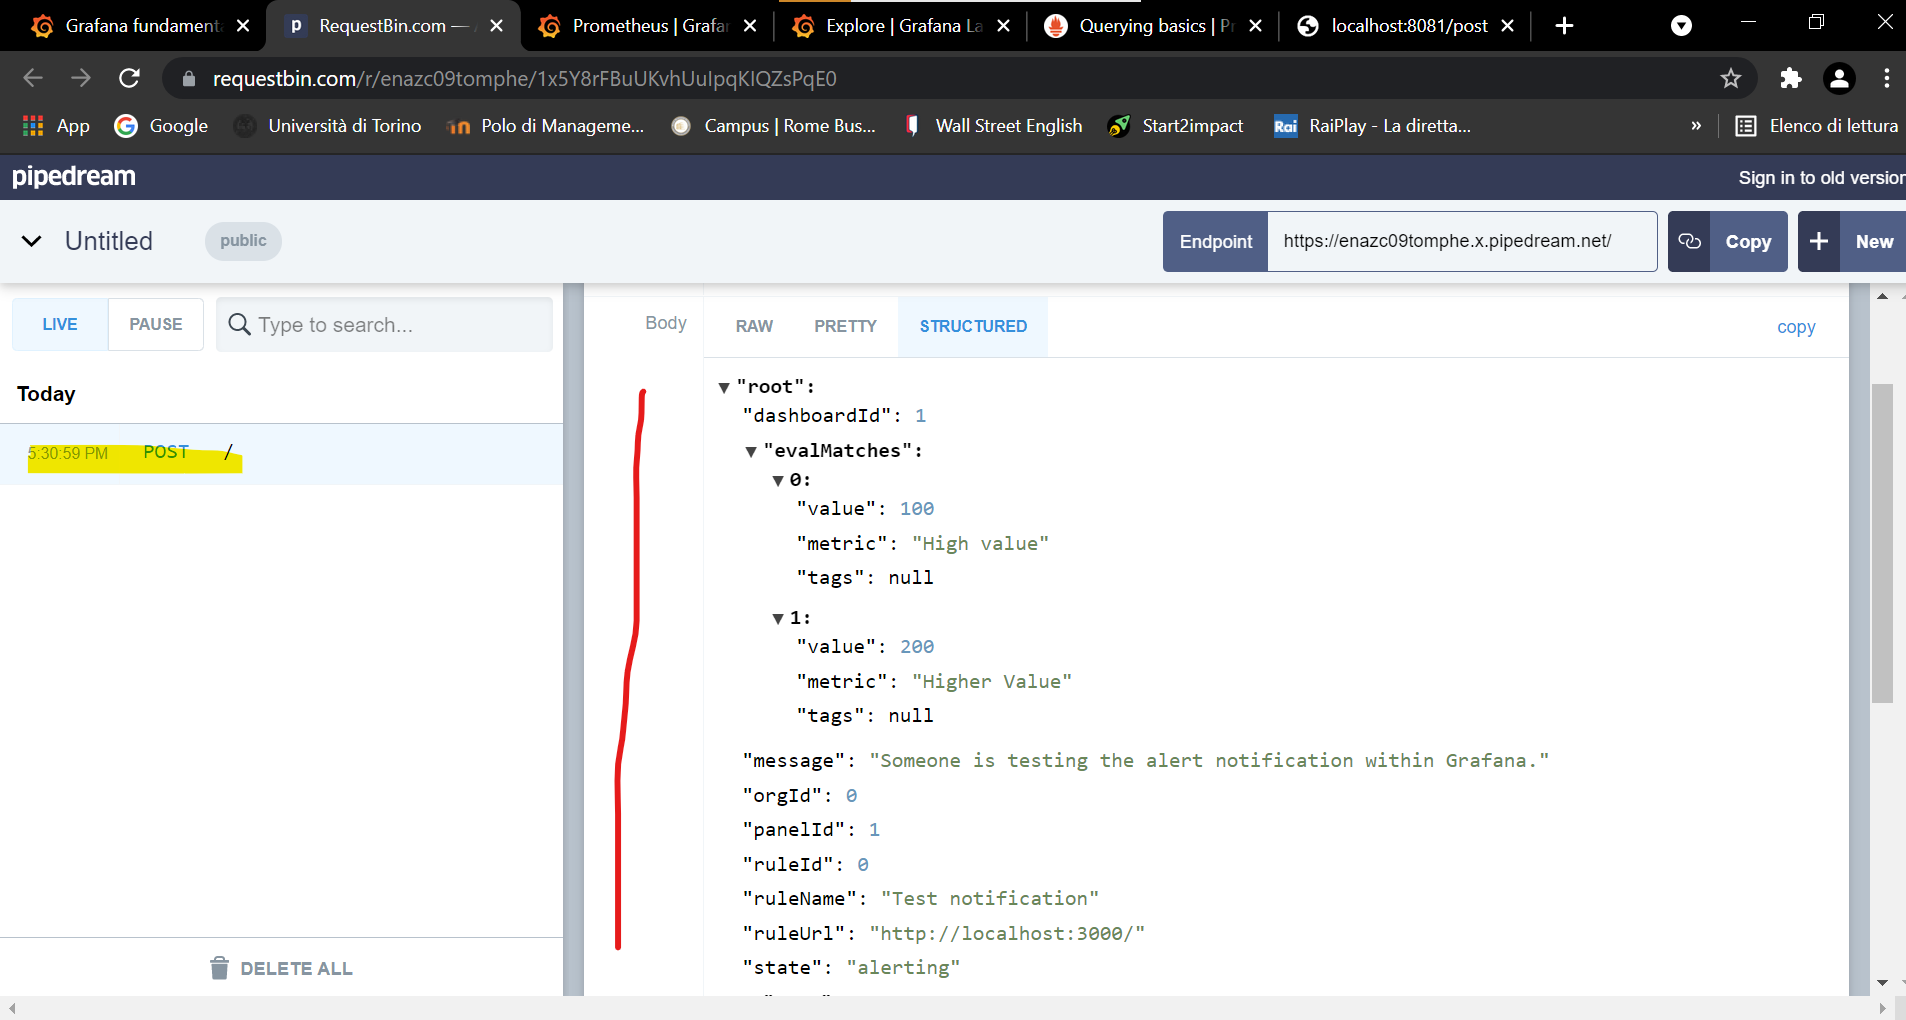 Grafana fundament
RequestBin.com —
Prometheus | Grafar
Explore | Grafana La
Querying basics | Pr
localhost:8081/post
requestbin.com/r/enazc09tomphe/1x5Y8rFBuUKvhUuIpqKIQZsPqE0
App
Google
Università di Torino
Polo di Manageme...
Campus | Rome Bus...
Wall Street English
Start2impact
Rai
RaiPlay - La diretta...
»
Elenco di lettura
pipedream
Sign in to old version
Untitled
public
Endpoint
https://enazc09tomphe.x.pipedream.net/
Copy
New
LIVE
PAUSE
Type to search...
Today
5:30:59 PM POST /
DELETE ALL
Body
RAW
PRETTY
STRUCTURED
copy
"root":
"dashboardId": 1
"evalMatches":
0:
"value": 100
"metric": "High value"
"tags": null
1:
"value": 200
"metric": "Higher Value"
"tags": null
"message": "Someone is testing the alert notification within Grafana."
"orgId": 0
"panelId": 1
"ruleId": 0
"ruleName": "Test notification"
"ruleUrl": "http://localhost:3000/"
"state": "alerting"